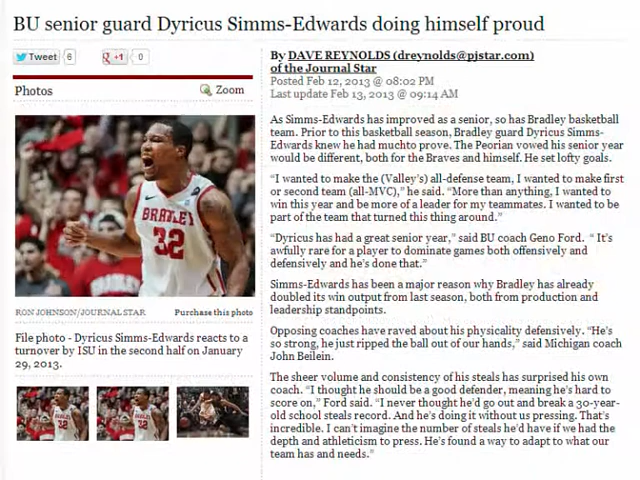 BU senior guard Dyricus Simms-Edwards doing himself proud
Tweet 6 +1 0
Photos Zoom
BRADLEY
32
RON JOHNSON/JOURNAL STAR Purchase this photo
File photo - Dyricus Simms-Edwards reacts to a
turnover by ISU in the second half on January
29, 2013.
By DAVE REYNOLDS (dreynolds@pjstar.com)
of the Journal Star
Posted Feb 12, 2013 @ 08:02 PM
Last update Feb 13, 2013 @ 09:14 AM
As Simms-Edwards has improved as a senior, so has Bradley basketball
team. Prior to this basketball season, Bradley guard Dyricus Simms-
Edwards knew he had muchto prove. The Peorian vowed his senior year
would be different, both for the Braves and himself. He set lofty goals.
“I wanted to make the (Valley’s) all-defense team, I wanted to make first
or second team (all-MVC),” he said. “More than anything, I wanted to
win this year and be more of a leader for my teammates. I wanted to be
part of the team that turned this thing around.”
“Dyricus has had a great senior year,” said BU coach Geno Ford. “ It’s
awfully rare for a player to dominate games both offensively and
defensively and he’s done that.”
Simms-Edwards has been a major reason why Bradley has already
doubled its win output from last season, both from production and
leadership standpoints.
Opposing coaches have raved about his physicality defensively. “He’s
so strong, he just ripped the ball out of our hands,” said Michigan coach
John Beilein.
The sheer volume and consistency of his steals has surprised his own
coach. “I thought he should be a good defender, meaning he’s hard to
score on,” Ford said. “I never thought he’d go out and break a 30-year-
old school steals record. And he’s doing it without us pressing. That’s
incredible. I can’t imagine the number of steals he’d have if we had the
depth and athleticism to press. He’s found a way to adapt to what our
team has and needs.”